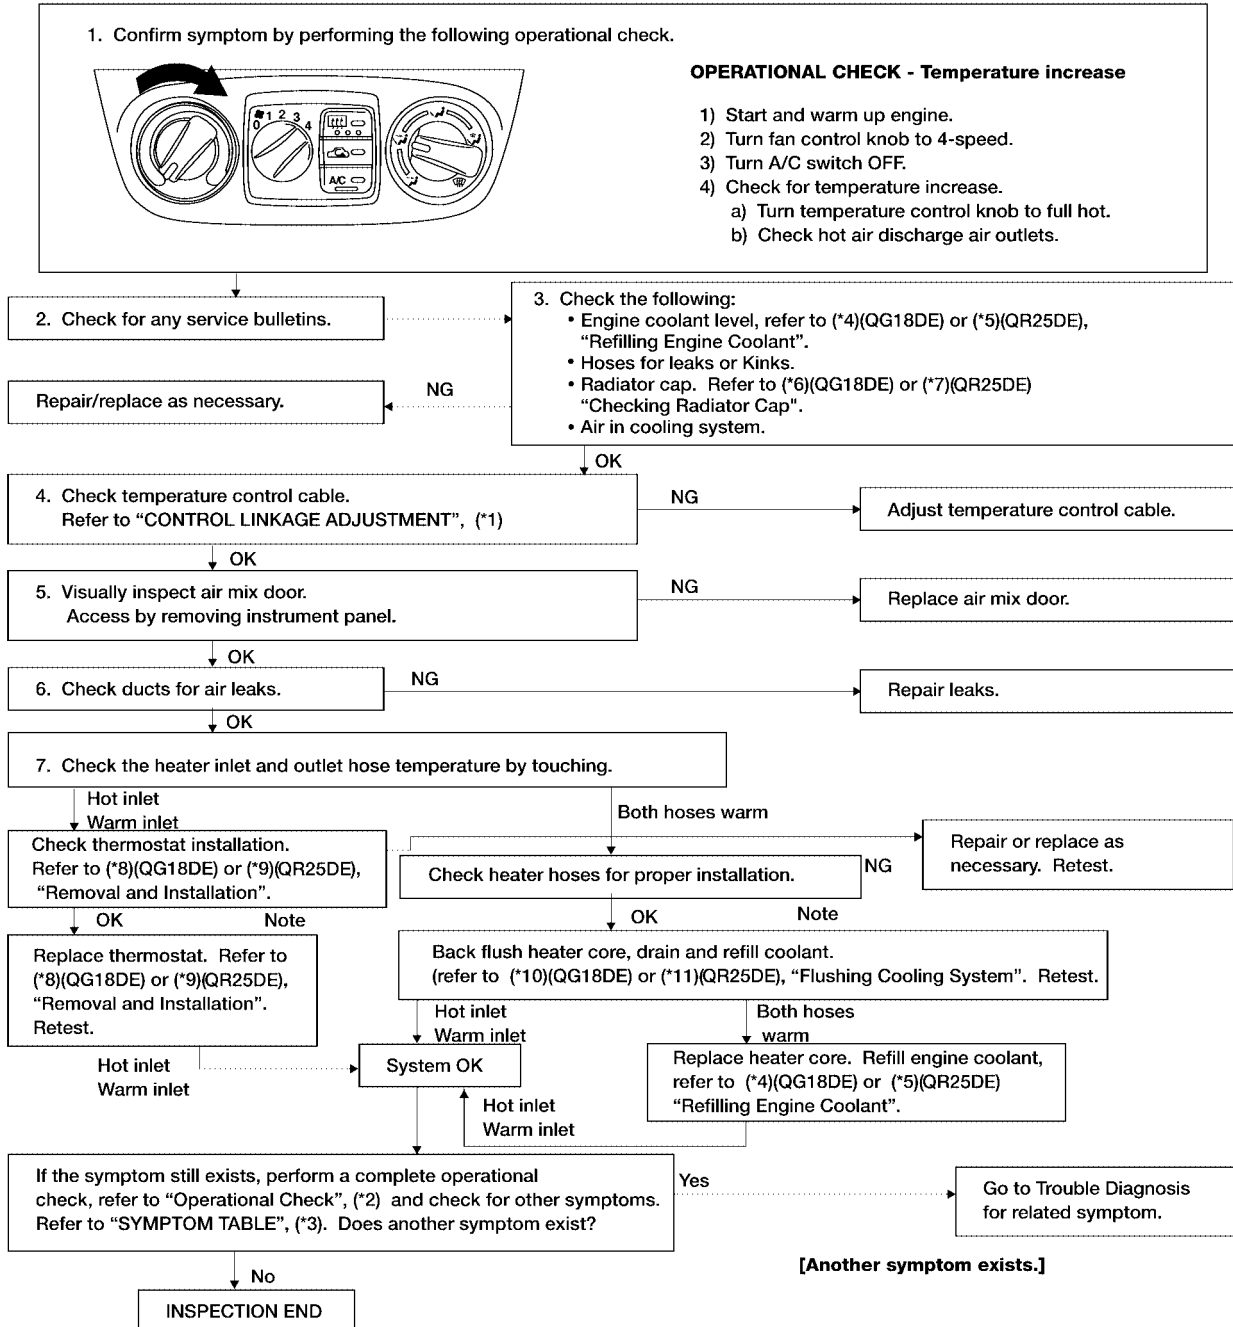 1. Confirm symptom by performing the following operational check.
0 1 2 3 4
A/C
OPERATIONAL CHECK - Temperature increase
1) Start and warm up engine.
2) Turn fan control knob to 4-speed.
3) Turn A/C switch OFF.
4) Check for temperature increase.
a) Turn temperature control knob to full hot.
b) Check hot air discharge air outlets.
2. Check for any service bulletins.
3. Check the following:
• Engine coolant level, refer to (*4)(QG18DE) or (*5)(QR25DE),
“Refilling Engine Coolant”.
• Hoses for leaks or Kinks.
• Radiator cap. Refer to (*6)(QG18DE) or (*7)(QR25DE)
“Checking Radiator Cap".
• Air in cooling system.
NG
Repair/replace as necessary.
OK
4. Check temperature control cable.
Refer to “CONTROL LINKAGE ADJUSTMENT”, (*1)
NG
Adjust temperature control cable.
OK
5. Visually inspect air mix door.
Access by removing instrument panel.
NG
Replace air mix door.
OK
6. Check ducts for air leaks.
NG
Repair leaks.
OK
7. Check the heater inlet and outlet hose temperature by touching.
Hot inlet
Warm inlet
Both hoses warm
Check thermostat installation.
Refer to (*8)(QG18DE) or (*9)(QR25DE),
“Removal and Installation”.
Check heater hoses for proper installation.
NG
Repair or replace as
necessary. Retest.
OK
Note
OK
Note
Replace thermostat. Refer to
(*8)(QG18DE) or (*9)(QR25DE),
“Removal and Installation”.
Retest.
Back flush heater core, drain and refill coolant.
(refer to (*10)(QG18DE) or (*11)(QR25DE), “Flushing Cooling System”. Retest.
Hot inlet
Warm inlet
Both hoses
warm
Hot inlet
Warm inlet
System OK
Replace heater core. Refill engine coolant,
refer to (*4)(QG18DE) or (*5)(QR25DE)
“Refilling Engine Coolant”.
Hot inlet
Warm inlet
If the symptom still exists, perform a complete operational
check, refer to “Operational Check”, (*2) and check for other symptoms.
Refer to “SYMPTOM TABLE”, (*3). Does another symptom exist?
Yes
Go to Trouble Diagnosis
for related symptom.
[Another symptom exists.]
No
INSPECTION END